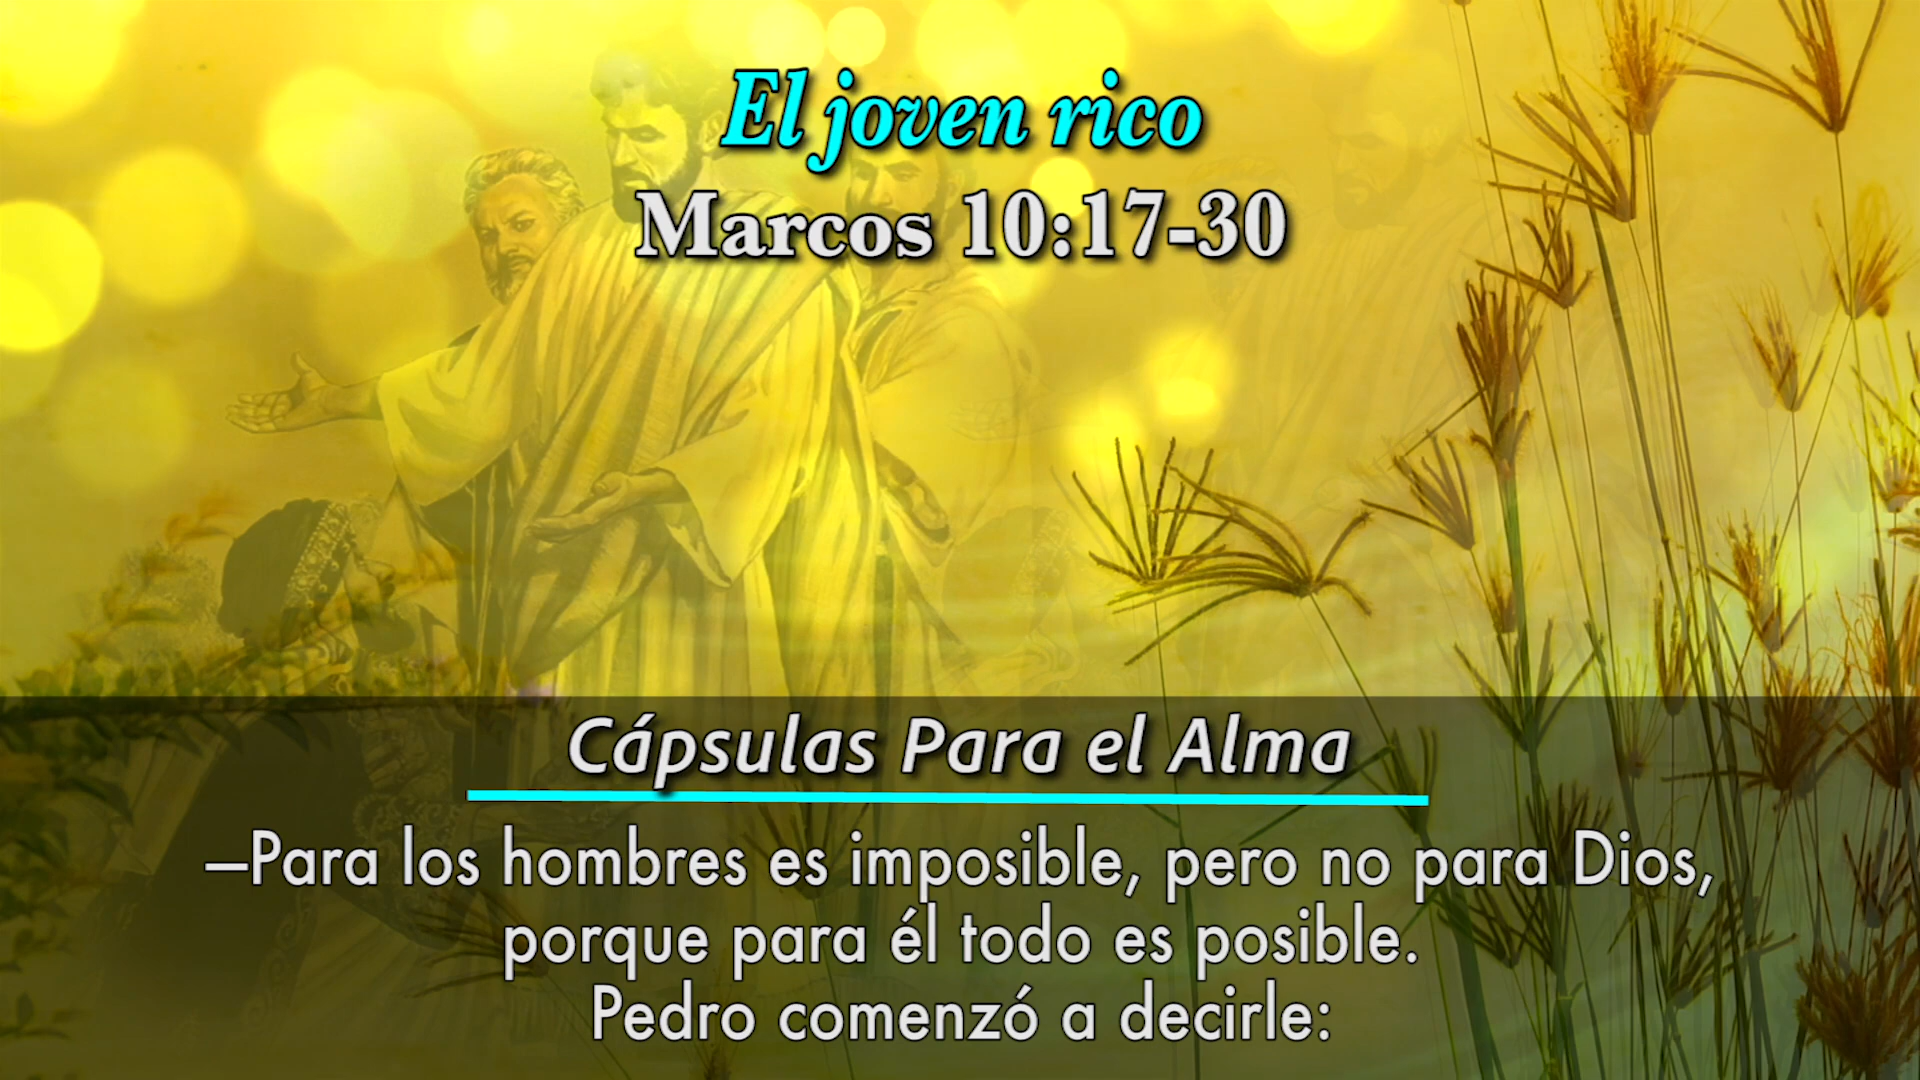 El joven rico
Marcos 10:17-30
Cápsulas Para el Alma
—Para los hombres es imposible, pero no para Dios,
porque para él todo es posible.
Pedro comenzó a decirle: